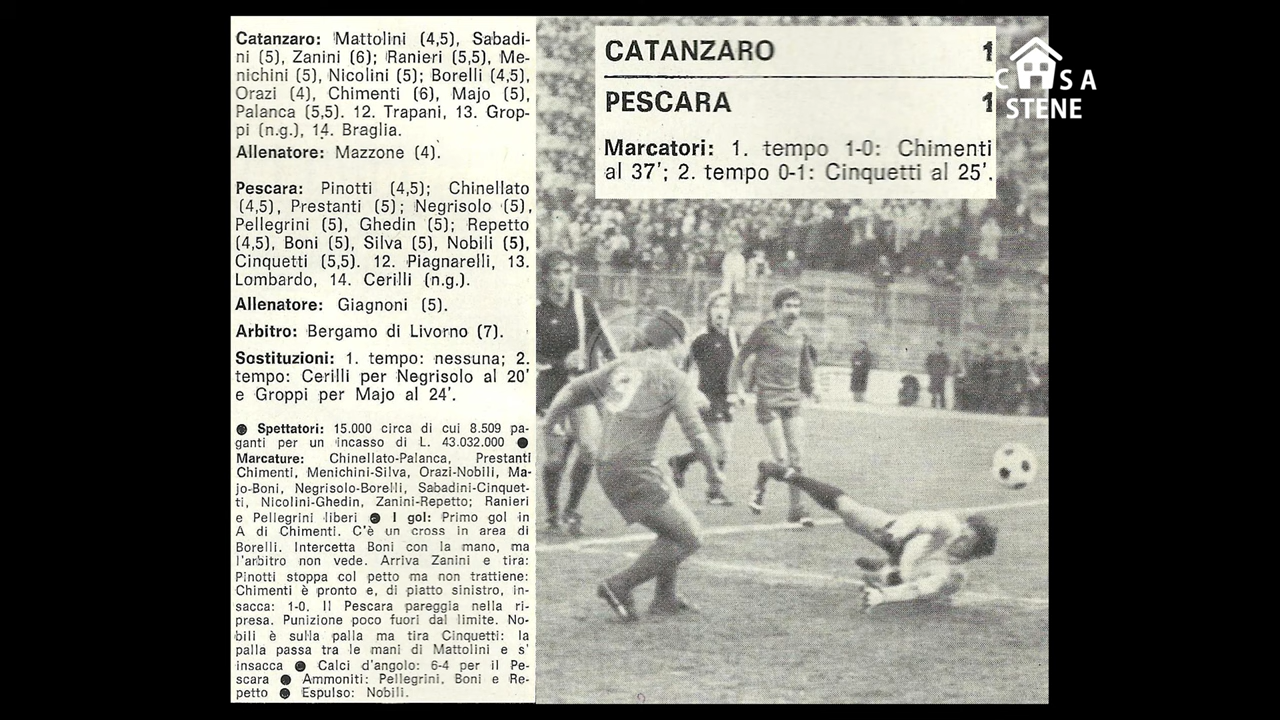 Catanzaro: Mattolini (4,5), Sabadi-
ni (5), Zanini (6); Ranieri (5,5), Me-
nichini (5), Nicolini (5); Borelli (4,5),
Orazi (4), Chimenti (6), Majo (5),
Palanca (5,5). 12. Trapani, 13. Grop-
pi (n.g.), 14. Braglia.
Allenatore: Mazzone (4).
Pescara: Pinotti (4,5); Chinellato
(4,5), Prestanti (5); Negrisolo (5),
Pellegrini (5), Ghedin (5); Repetto
(4,5), Boni (5), Silva (5), Nobili (5),
Cinquetti (5,5). 12. Piagnarelli, 13.
Lombardo, 14. Cerilli (n.g.).
Allenatore: Giagnoni (5).
Arbitro: Bergamo di Livorno (7).
Sostituzioni: 1. tempo: nessuna; 2.
tempo: Cerilli per Negrisolo al 20'
e Groppi per Majo al 24'.
● Spettatori: 15.000 circa di cui 8.509 pa-
ganti per un incasso di L. 43.032.000 ●
Marcature: Chinellato-Palanca, Prestanti
Chimenti, Menichini-Silva, Orazi-Nobili, Ma-
jo-Boni, Negrisolo-Borelli, Sabadini-Cinquet-
ti, Nicolini-Ghedin, Zanini-Repetto; Ranieri
e Pellegrini liberi ● I gol: Primo gol in
A di Chimenti. C'è un cross in area di
Borelli. Intercetta Boni con la mano, ma
l'arbitro non vede. Arriva Zanini e tira:
Pinotti stoppa col petto ma non trattiene:
Chimenti è pronto e, di piatto sinistro, in-
sacca: 1-0. Il Pescara pareggia nella ri-
presa. Punizione poco fuori dal limite. No-
bili è sulla palla ma tira Cinquetti: la
palla passa tra le mani di Mattolini e s'
insacca ● Calci d'angolo: 6-4 per il Pe-
scara ● Ammoniti: Pellegrini, Boni e Re-
petto ● Espulso: Nobili.
CATANZARO 1
PESCARA 1
Marcatori: 1. tempo 1-0: Chimenti
al 37'; 2. tempo 0-1: Cinquetti al 25'.
CASA
STENE
9